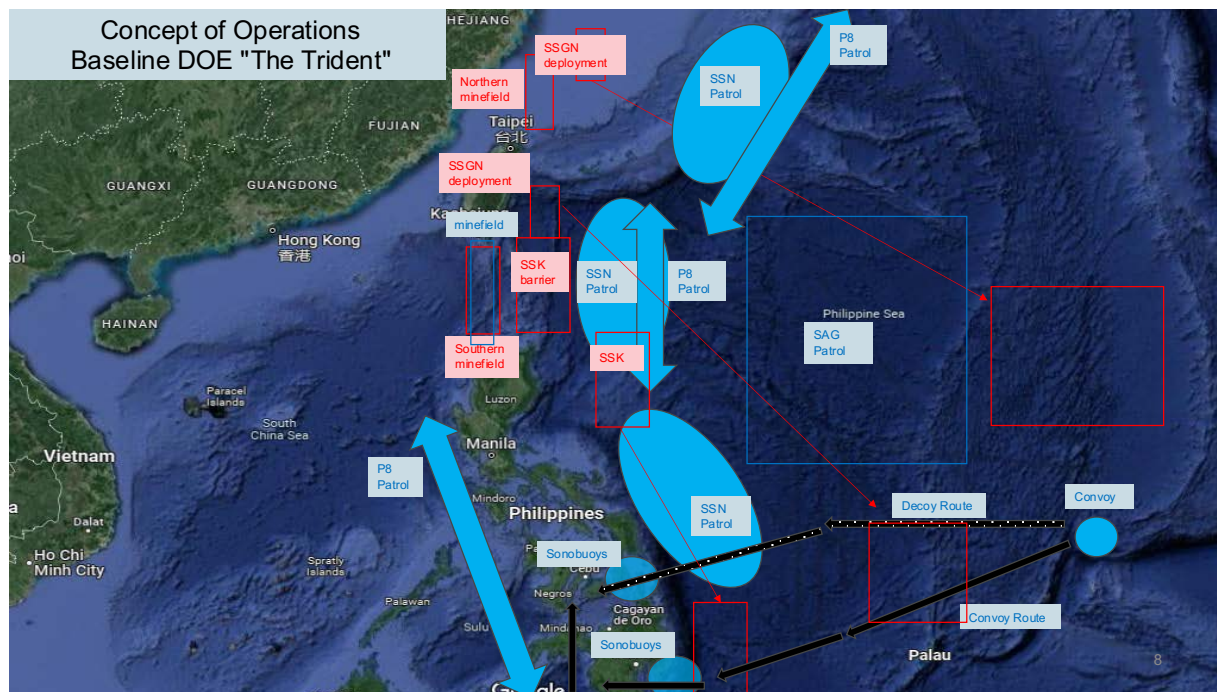 Concept of Operations
Baseline DOE "The Trident"
HEJIANG
SSGN
deployment
P8
Patrol
SSN
Patrol
Northern
minefield
Taipei
台北
FUJIAN
SSGN
deployment
GUANGXI
GUANGDONG
minefield
Hong Kong
香港
SSK
barrier
SSN
Patrol
P8
Patrol
HAINAN
Philippine Sea
SAG
Patrol
Southern
minefield
SSK
Paracel
Islands
Luzon
South
China Sea
Manila
Vietnam
P8
Patrol
Mindoro
Philippines
SSN
Patrol
Decoy Route
Convoy
Dalat
Ho Chi
Minh City
Spratly
Islands
Sonobuoys
Cebu
Negros
Palawan
Cagayan
de Oro
Convoy Route
Sulu
Sonobuoys
Palau
8